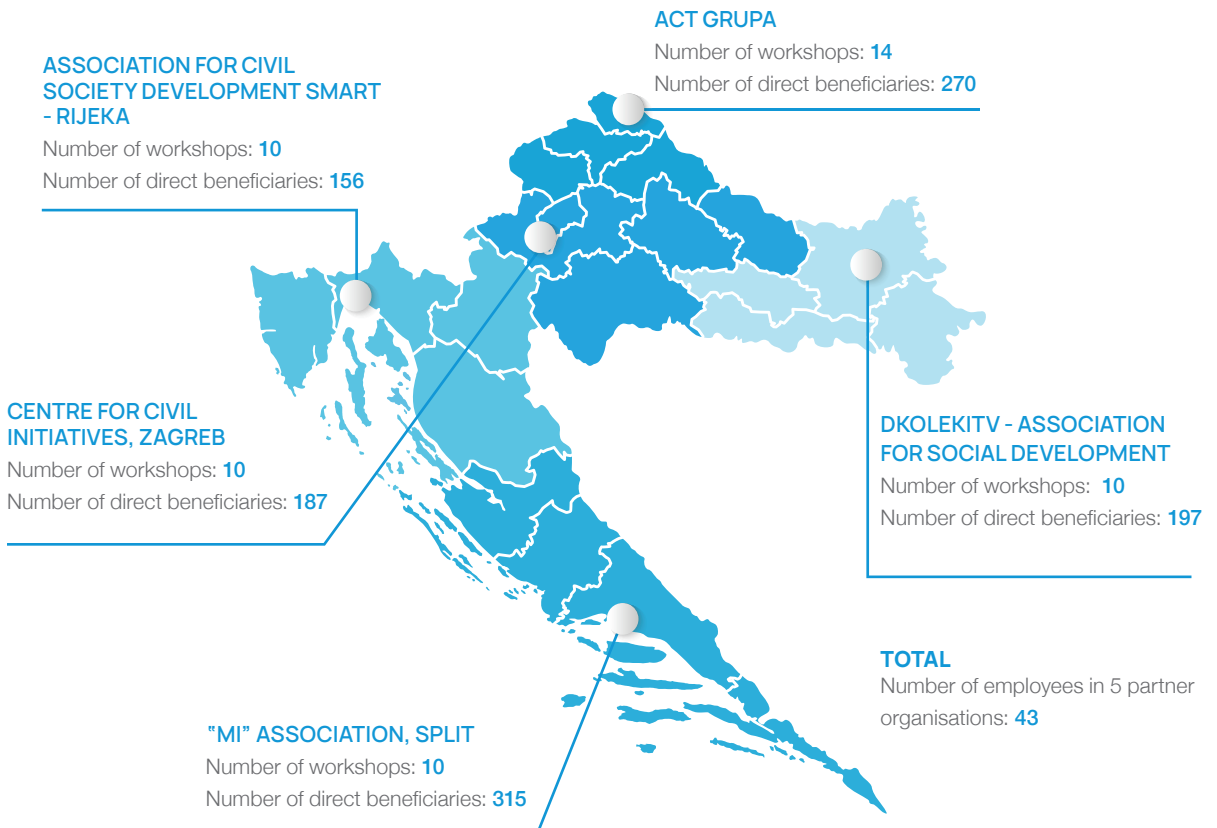 ACT GRUPA
Number of workshops: 14
Number of direct beneficiaries: 270
ASSOCIATION FOR CIVIL
SOCIETY DEVELOPMENT SMART
- RIJEKA
Number of workshops: 10
Number of direct beneficiaries: 156
CENTRE FOR CIVIL
INITIATIVES, ZAGREB
Number of workshops: 10
Number of direct beneficiaries: 187
DKOLEKITV - ASSOCIATION
FOR SOCIAL DEVELOPMENT
Number of workshops: 10
Number of direct beneficiaries: 197
"MI" ASSOCIATION, SPLIT
Number of workshops: 10
Number of direct beneficiaries: 315
TOTAL
Number of employees in 5 partner
organisations: 43